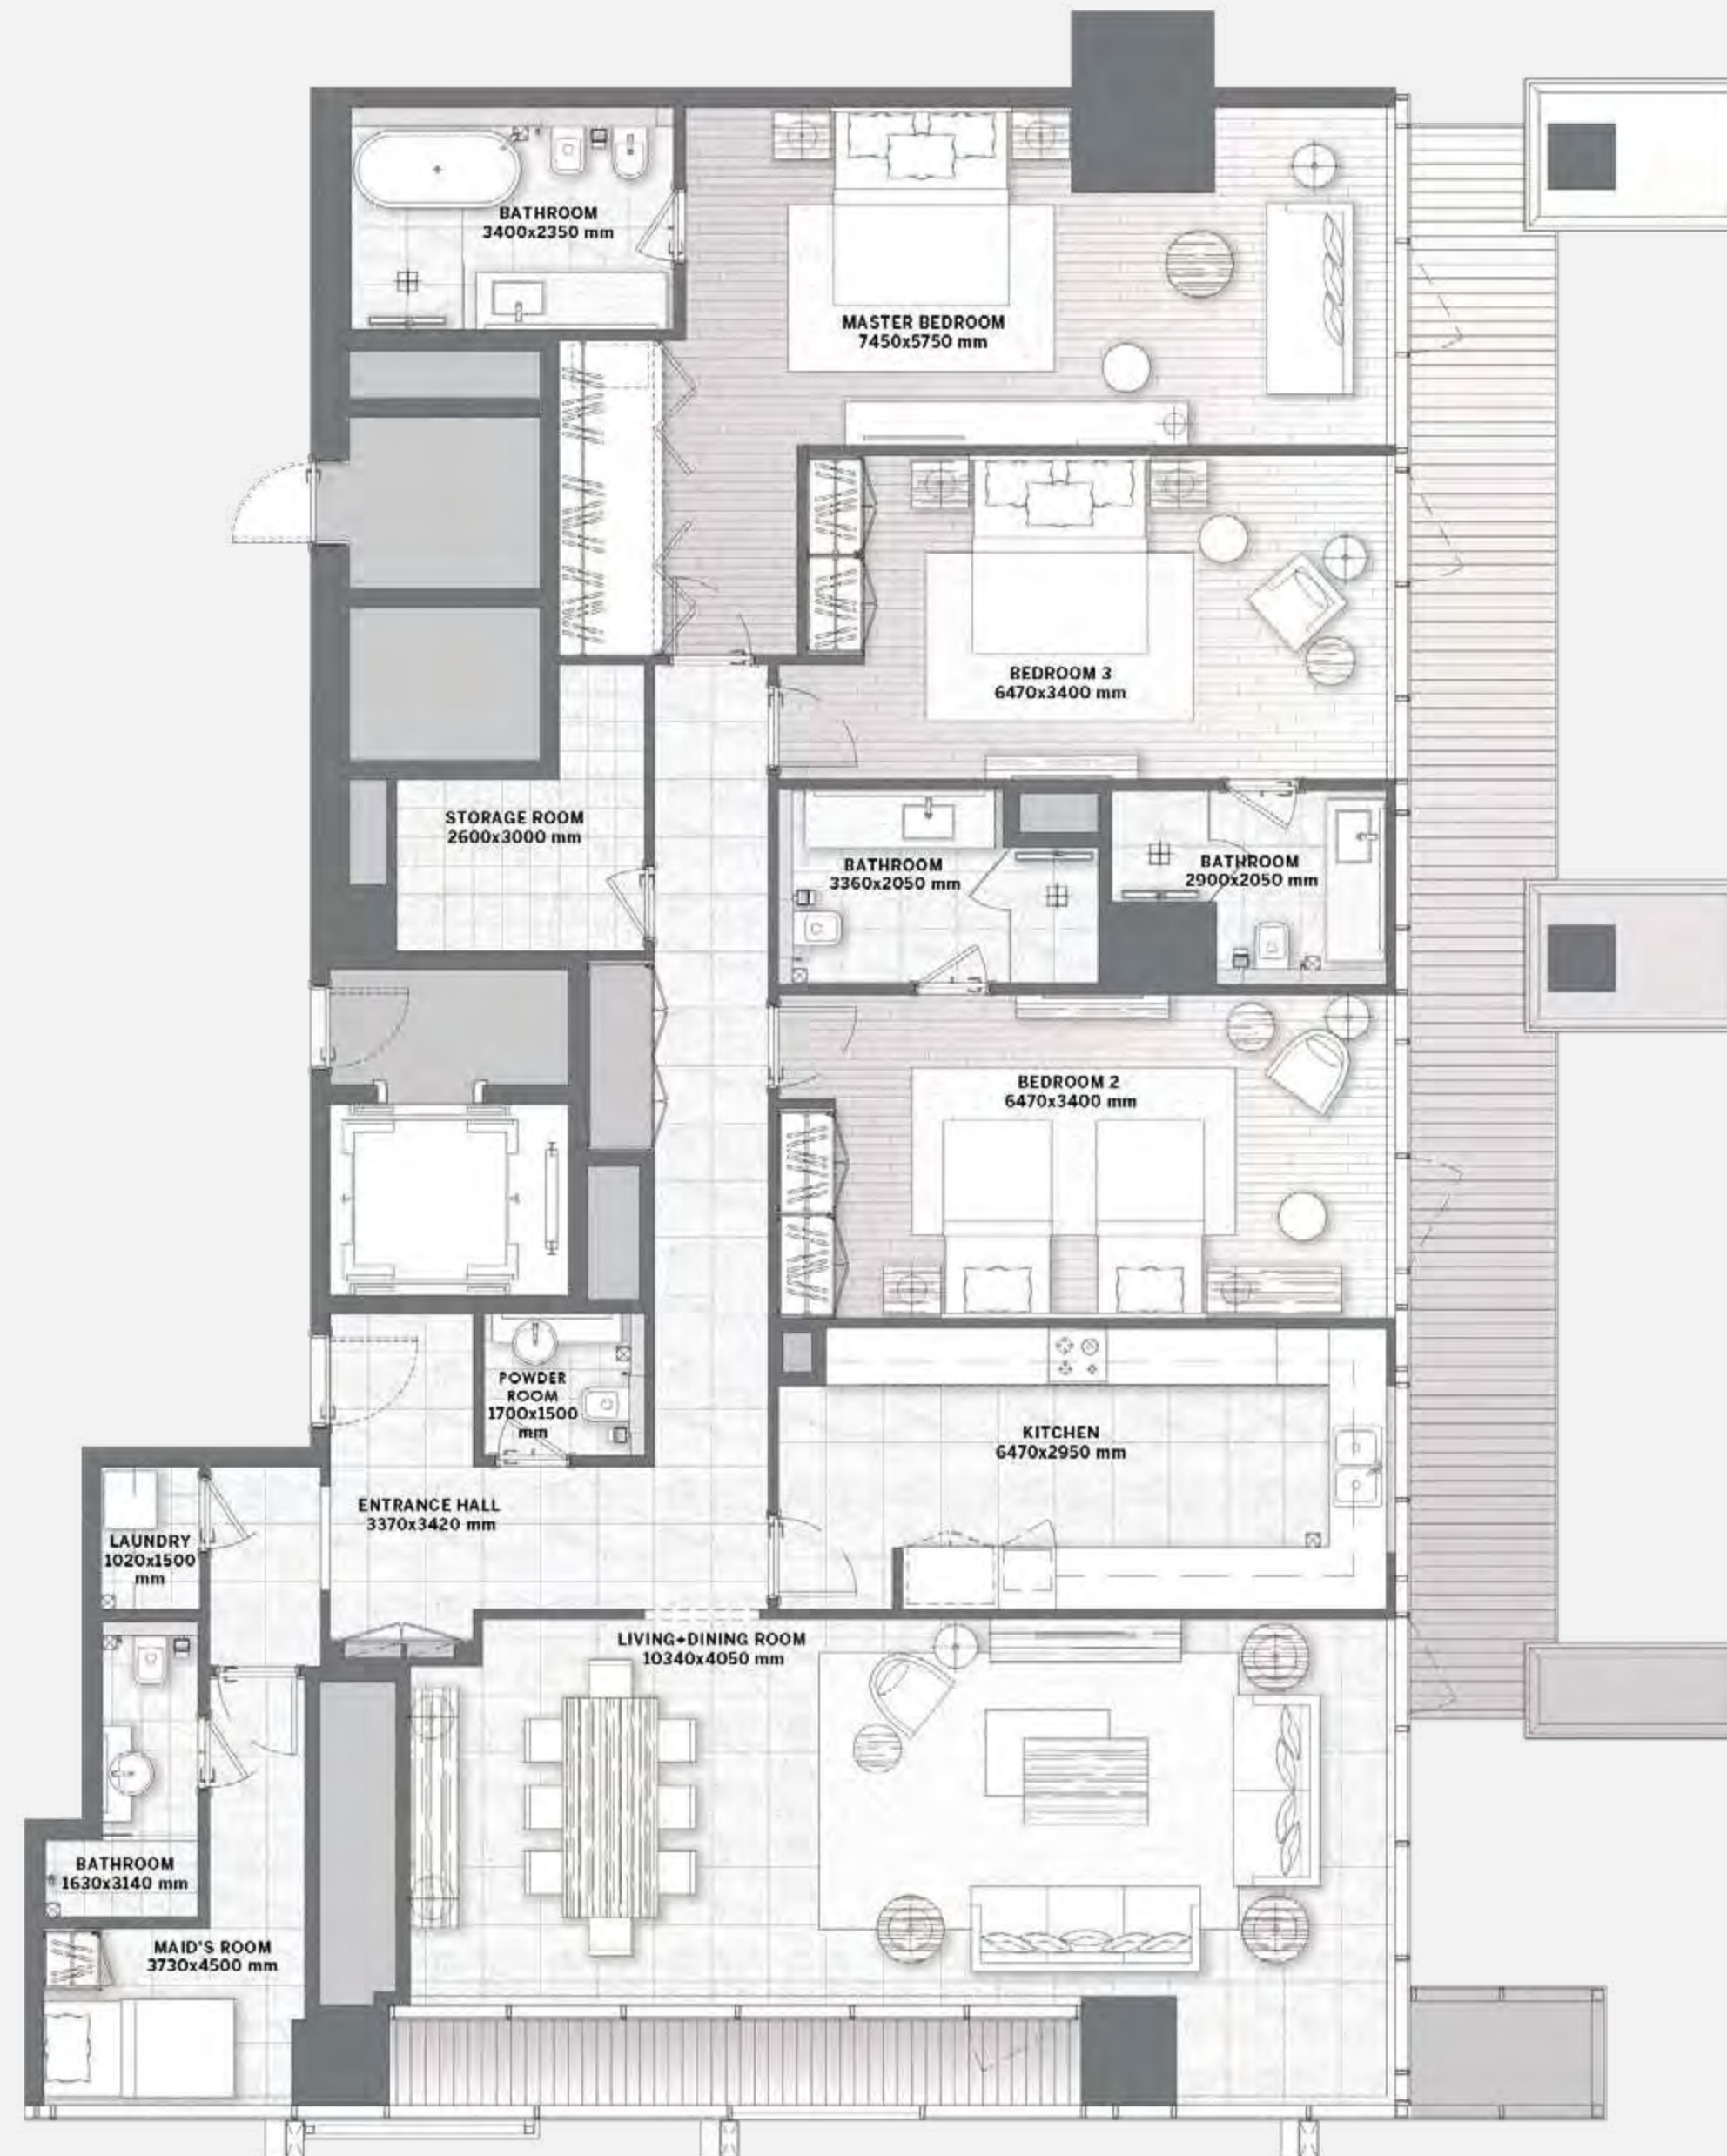 BATHROOM
3400x2350 mm
MASTER BEDROOM
7450x5750 mm
BEDROOM 3
6470x3400 mm
STORAGE ROOM
2600x3000 mm
BATHROOM
3360x2050 mm
BATHROOM
2900x2050 mm
BEDROOM 2
6470x3400 mm
POWDER
ROOM
1700x1500
mm
KITCHEN
6470x2950 mm
ENTRANCE HALL
3370x3420 mm
LAUNDRY
1020x1500
mm
LIVING+DINING ROOM
10340x4050 mm
BATHROOM
1630x3140 mm
MAID'S ROOM
3730x4500 mm